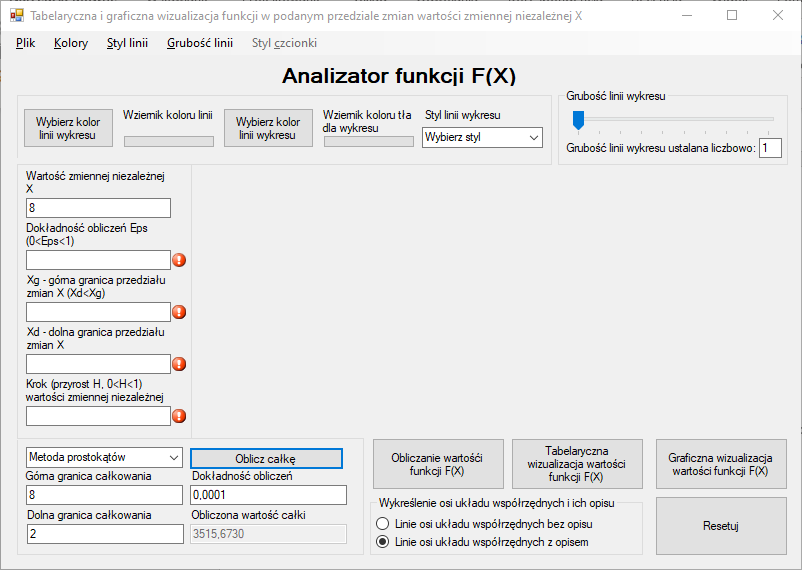 Tabelaryczna i graficzna wizualizacja funkcji w podanym przedziale zmian wartości zmiennej niezależnej X
Plik Kolory Styl linii Grubość linii Styl czcionki
Analizator funkcji F(X)
Wybierz kolor
linii wykresu
Wziernik koloru linii
Wybierz kolor
linii wykresu
Wziernik koloru tła
dla wykresu
Styl linii wykresu
Wybierz styl
Grubość linii wykresu
Grubość linii wykresu ustalana liczbowo: 1
Wartość zmiennej niezależnej
X
8
Dokładność obliczeń Eps
(0<Eps<1)
Xg - górna granica przedziału
zmian X (Xd<Xg)
Xd - dolna granica przedziału
zmian X
Krok (przyrost H, 0<H<1)
wartości zmiennej niezależnej
Metoda prostokątów
Oblicz całkę
Górna granica całkowania
8
Dokładność obliczeń
0,0001
Dolna granica całkowania
2
Obliczona wartość całki
3515,6730
Obliczanie wartośći
funkcji F(X)
Tabelaryczna
wizualizacja wartości
funkcji F(X)
Graficzna wizualizacja
wartości funkcji F(X)
Wykreślenie osi układu współrzędnych i ich opisu
Linie osi układu współrzędnych bez opisu
Linie osi układu współrzędnych z opisem
Resetuj